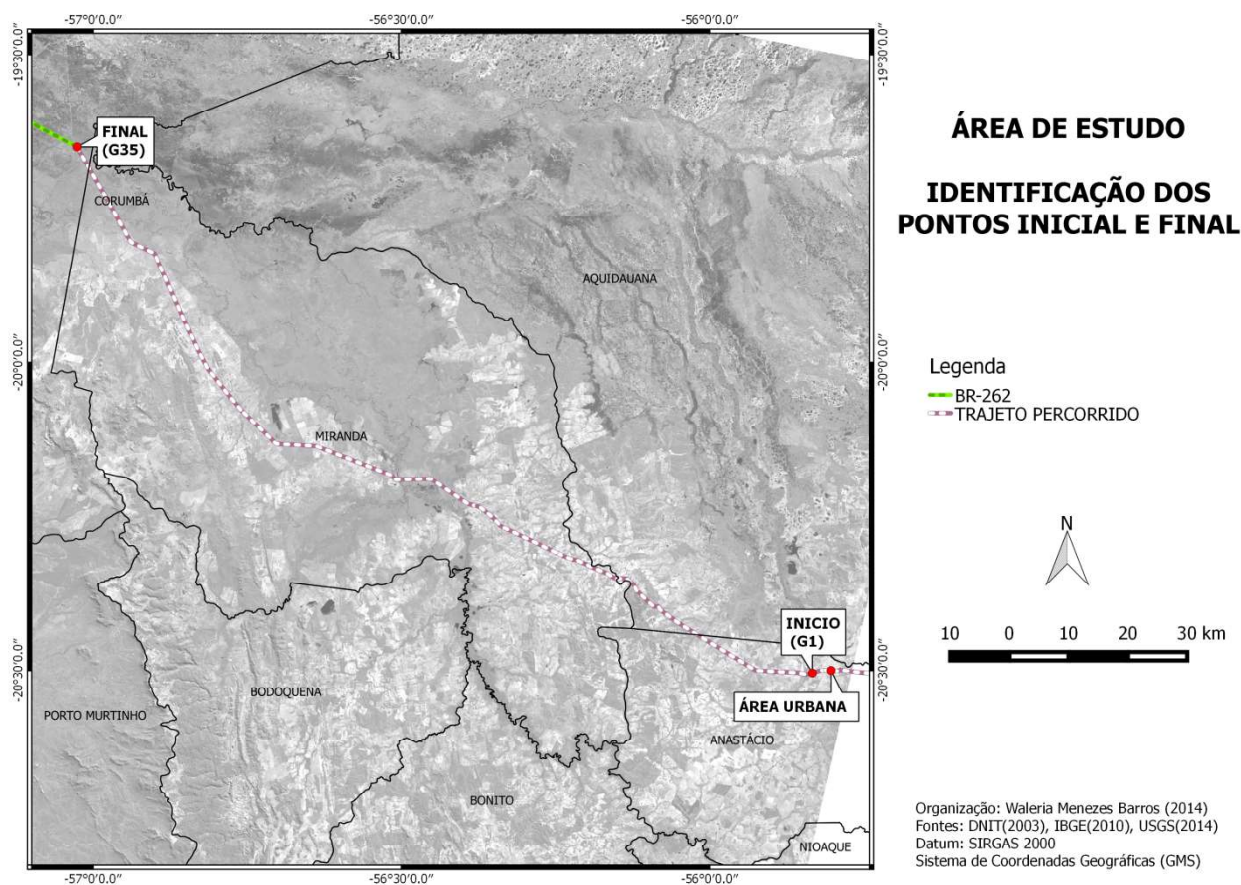 -57°0'0.0"
-56°30'0.0"
-56°0'0.0"
-19°30'0.0"
-19°30'0.0"
FINAL
(G35)
CORUMBÁ
AQUIDAUANA
-20°0'0.0"
-20°0'0.0"
MIRANDA
INICIO
(G1)
-20°30'0.0"
-20°30'0.0"
ÁREA URBANA
BODOQUENA
PORTO MURTINHO
ANASTÁCIO
BONITO
NIOAQUE
-57°0'0.0"
-56°30'0.0"
-56°0'0.0"
ÁREA DE ESTUDO
IDENTIFICAÇÃO DOS
PONTOS INICIAL E FINAL
Legenda
BR-262
TRAJETO PERCORRIDO
N
10 0 10 20 30 km
Organização: Waleria Menezes Barros (2014)
Fontes: DNIT(2003), IBGE(2010), USGS(2014)
Datum: SIRGAS 2000
Sistema de Coordenadas Geográficas (GMS)